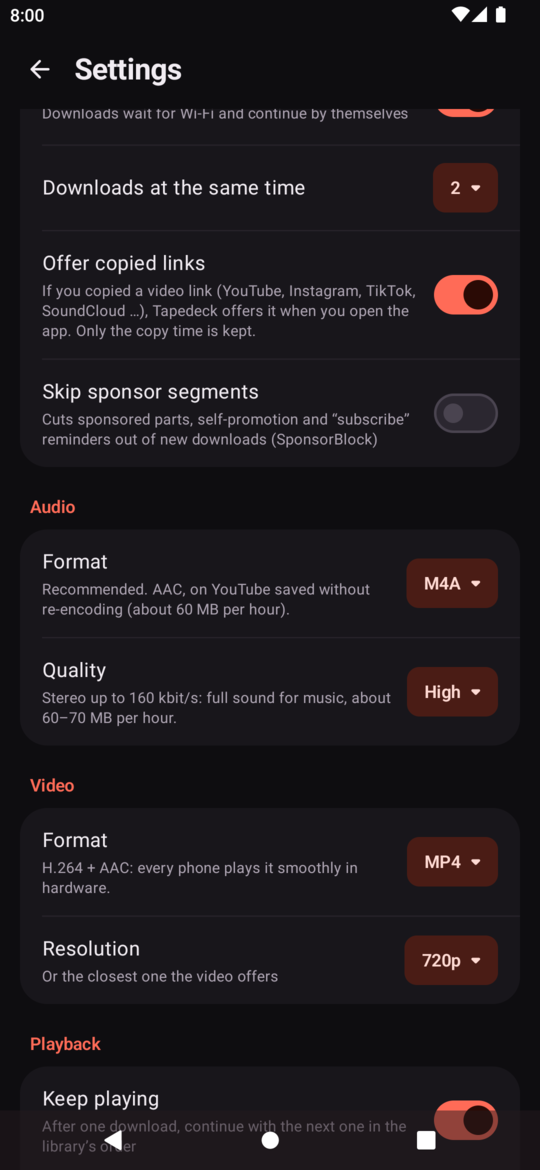 8:00
Settings
Downloads wait for Wi-Fi and continue by themselves
Downloads at the same time
2
Offer copied links
If you copied a video link (YouTube, Instagram, TikTok,
SoundCloud …), Tapedeck offers it when you open the
app. Only the copy time is kept.
Skip sponsor segments
Cuts sponsored parts, self-promotion and “subscribe”
reminders out of new downloads (SponsorBlock)
Audio
Format
Recommended. AAC, on YouTube saved without
re-encoding (about 60 MB per hour).
M4A
Quality
Stereo up to 160 kbit/s: full sound for music, about
60–70 MB per hour.
High
Video
Format
H.264 + AAC: every phone plays it smoothly in
hardware.
MP4
Resolution
Or the closest one the video offers
720p
Playback
Keep playing
After one download, continue with the next one in the
library’s order